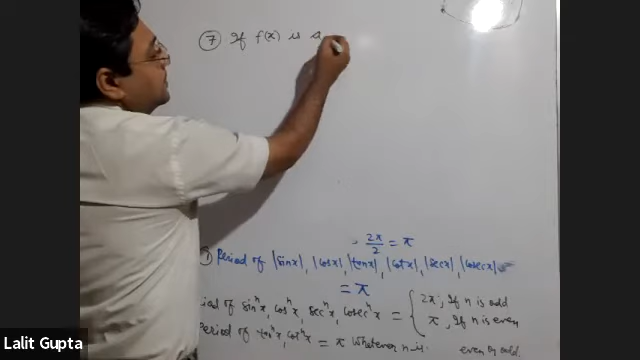 ⑦ If f(x) is a
= 2π/2 = π
Period of |sinx|, |cosx|, |tanx|, |cotx|, |secx|, |cosecx|
= π
iod of sinⁿx, cosⁿx, secⁿx, cosecⁿx = { 2π, If n is odd
π, If n is even
Period of tanⁿx, cotⁿx = π Whatever n is. even or odd
Lalit Gupta